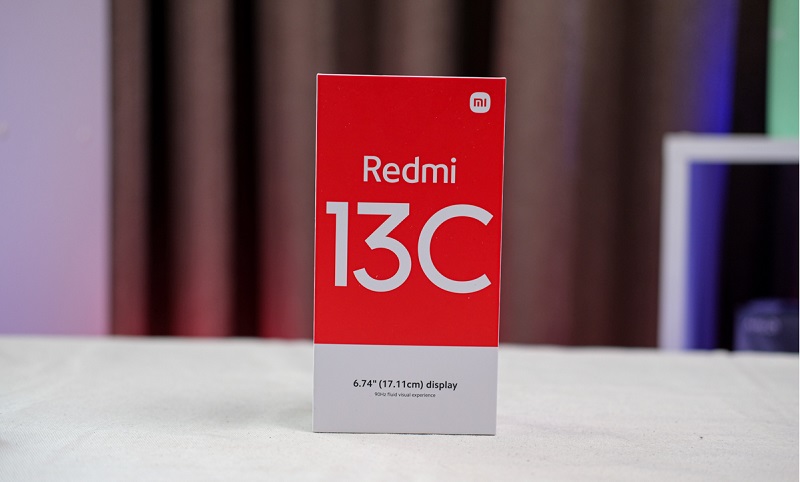 mi
Redmi
13C
6.74" (17.11cm) display
90Hz fluid visual experience